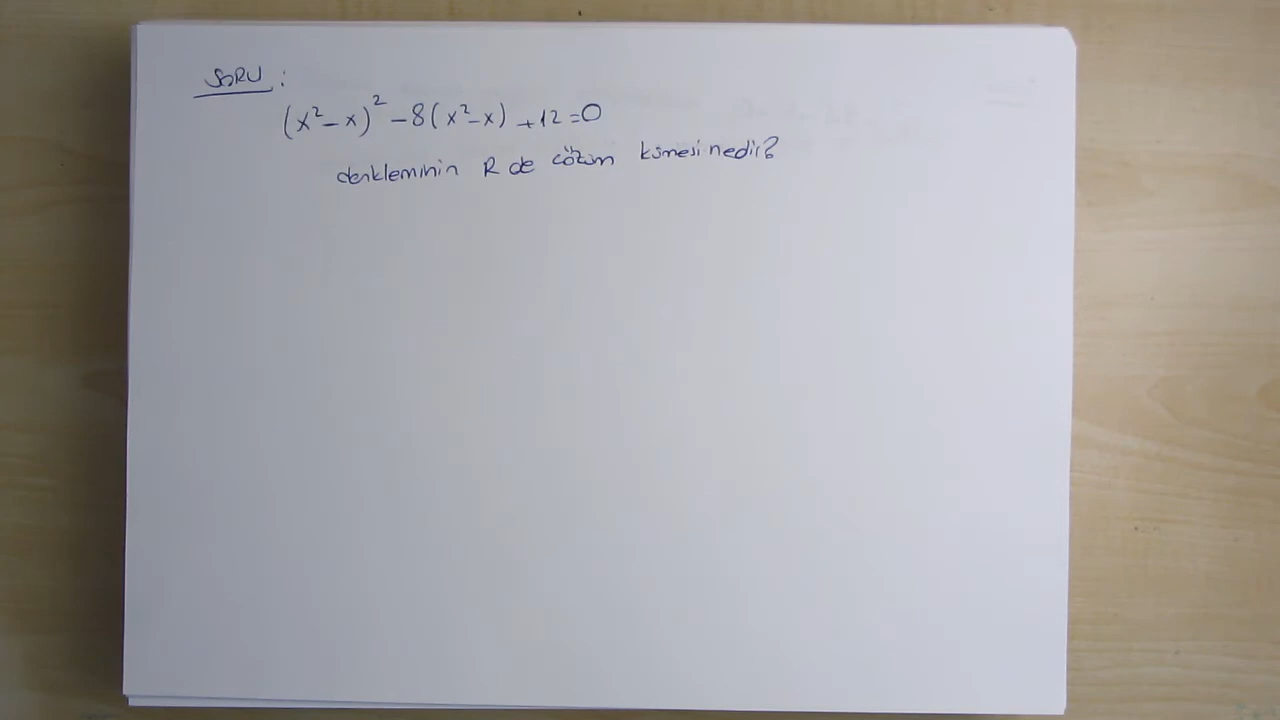 SORU :
(x²-x)²-8(x²-x)+12=0
denkleminin R de çözüm kümesi nedir?